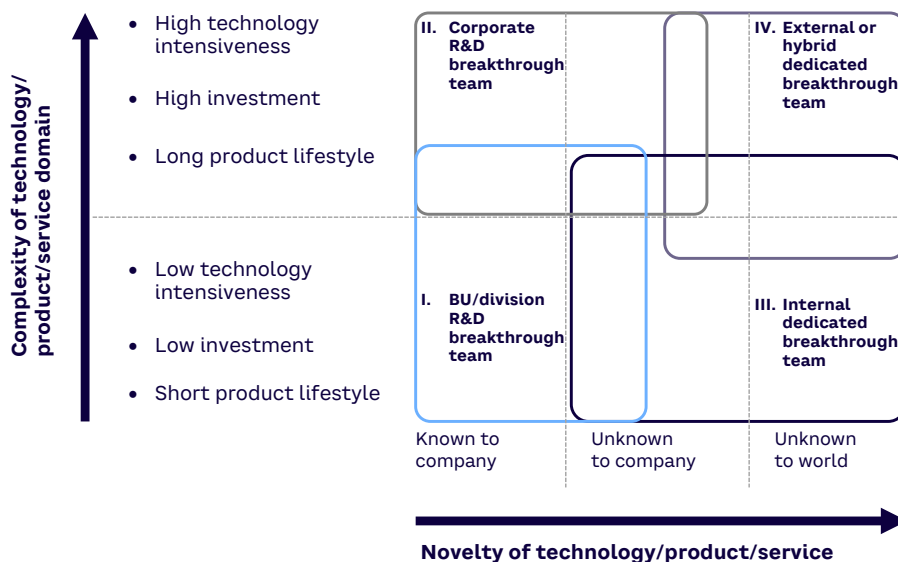 Complexity of technology/
product/service domain
• High technology
intensiveness
• High investment
• Long product lifestyle
• Low technology
intensiveness
• Low investment
• Short product lifestyle
II. Corporate
R&D
breakthrough
team
IV. External or
hybrid
dedicated
breakthrough
team
I. BU/division
R&D
breakthrough
team
III. Internal
dedicated
breakthrough
team
Known to
company
Unknown
to company
Unknown
to world
Novelty of technology/product/service